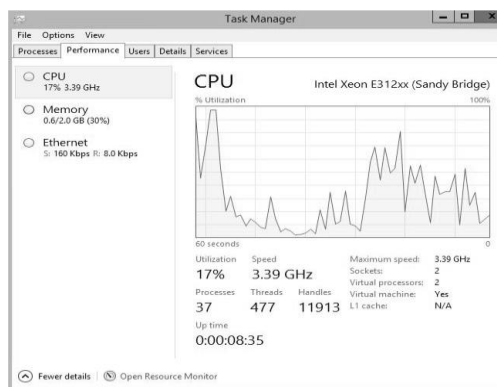 Task Manager
File Options View
Processes Performance Users Details Services
CPU
17% 3.39 GHz
Memory
0.6/2.0 GB (30%)
Ethernet
S: 160 Kbps R: 8.0 Kbps
CPU Intel Xeon E312xx (Sandy Bridge)
% Utilization 100%
60 seconds 0
Utilization Speed Maximum speed: 3.39 GHz
17% 3.39 GHz Sockets: 2
Virtual processors: 2
Processes Threads Handles Virtual machine: Yes
37 477 11913 L1 cache: N/A
Up time
0:00:08:35
Fewer details Open Resource Monitor